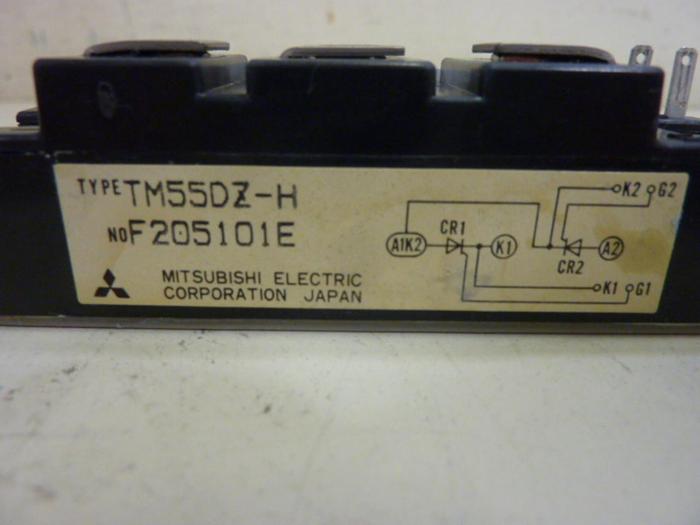 TYPE TM55DZ-H
NO F205101E
MITSUBISHI ELECTRIC
CORPORATION JAPAN
K2 G2
CR1
A1K2 K1 A2
CR2
K1 G1